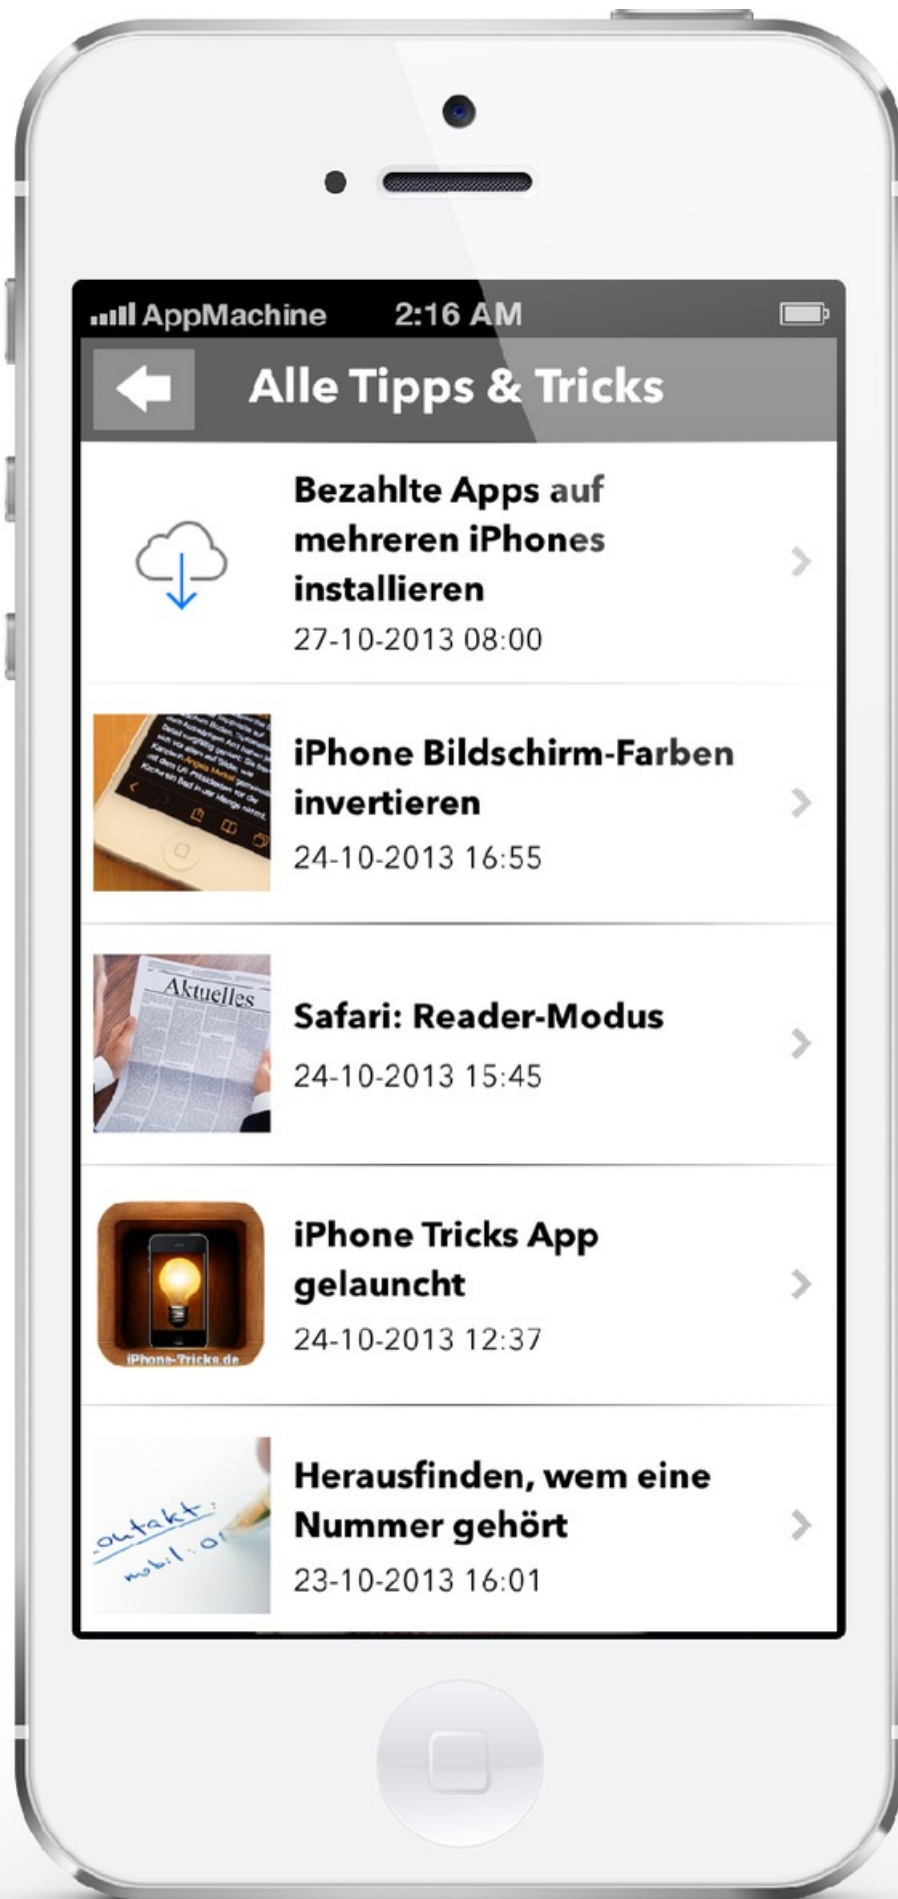 AppMachine 2:16 AM
Alle Tipps & Tricks
Bezahlte Apps auf
mehreren iPhones
installieren
27-10-2013 08:00
iPhone Bildschirm-Farben
invertieren
24-10-2013 16:55
Aktuelles
Safari: Reader-Modus
24-10-2013 15:45
iPhone Tricks App
gelauncht
24-10-2013 12:37
iPhone-Tricks.de
Herausfinden, wem eine
Nummer gehört
23-10-2013 16:01
ontakt:
mobil: 01